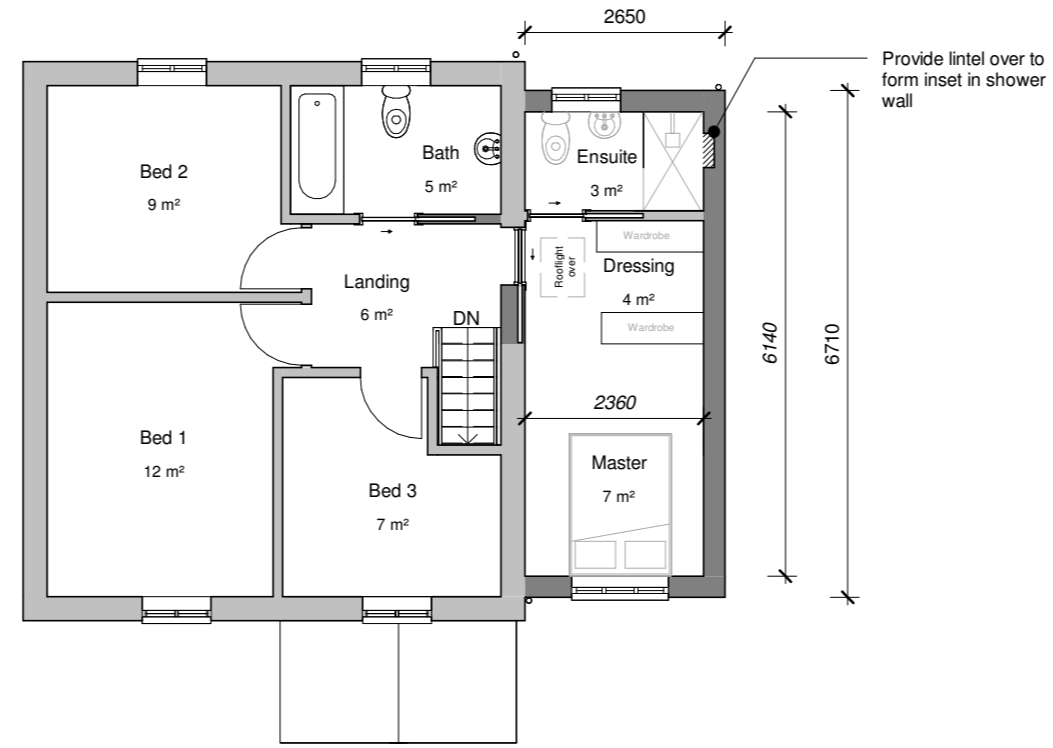 2650
Provide lintel over to
form inset in shower
wall
Bed 2
9 m²
Bath
5 m²
Ensuite
3 m²
Wardrobe
Rooflight
over
Dressing
4 m²
Landing
6 m²
DN
Wardrobe
6140
6710
2360
Bed 1
12 m²
Master
7 m²
Bed 3
7 m²